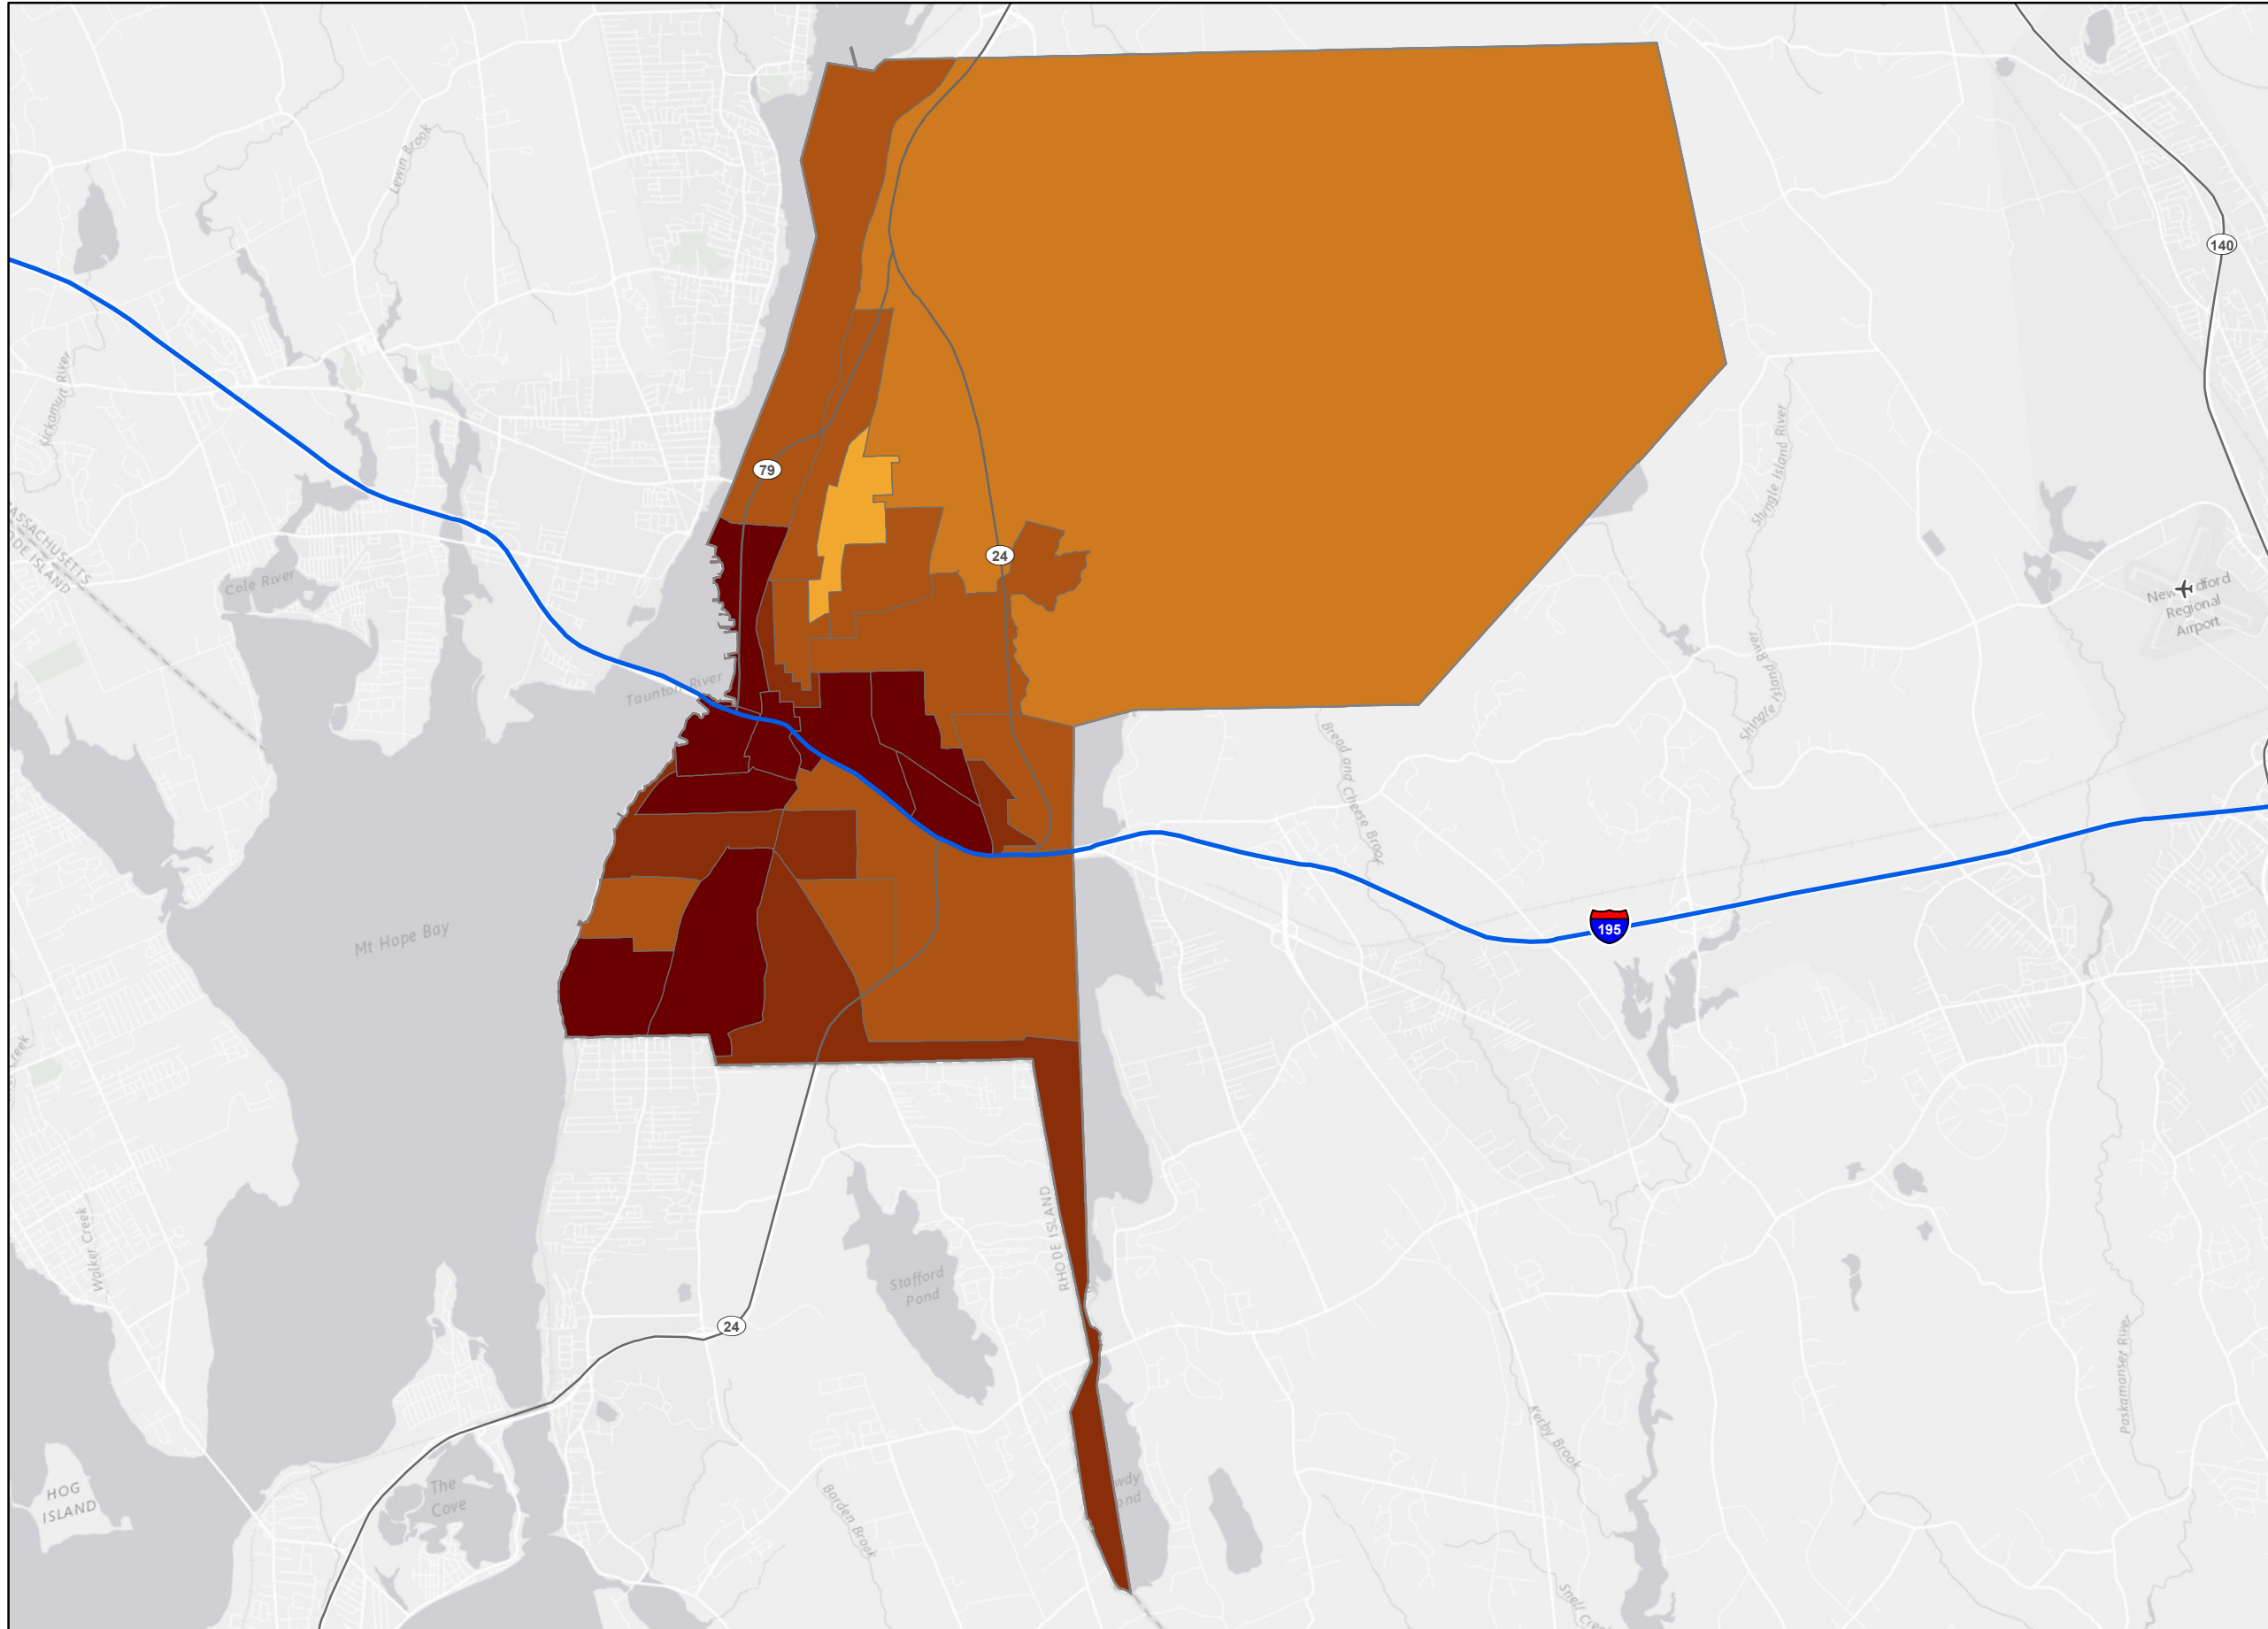 Lewin Brook
140
Kickamuit River
Shingle Island River
79
24
MASSACHUSETTS
RHODE ISLAND
Cole River
Regional
Airport
Shingle Island River
Taunton River
Bread and Cheese Brook
195
Mt Hope Bay
Creek
RHODE ISLAND
Walker Creek
Stafford
Pond
24
Paskamanset River
Kerby Brook
HOG
ISLAND
The
Cove
Borden Brook